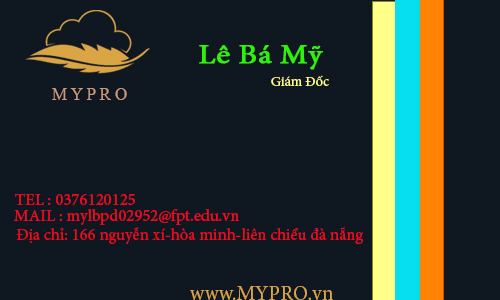 Lê Bá Mỹ
Giám Đốc
MYPRO
TEL : 0376120125
MAIL : mylbpd02952@fpt.edu.vn
Địa chỉ: 166 nguyễn xí-hòa minh-liên chiểu đà nẵng
www.MYPRO.vn